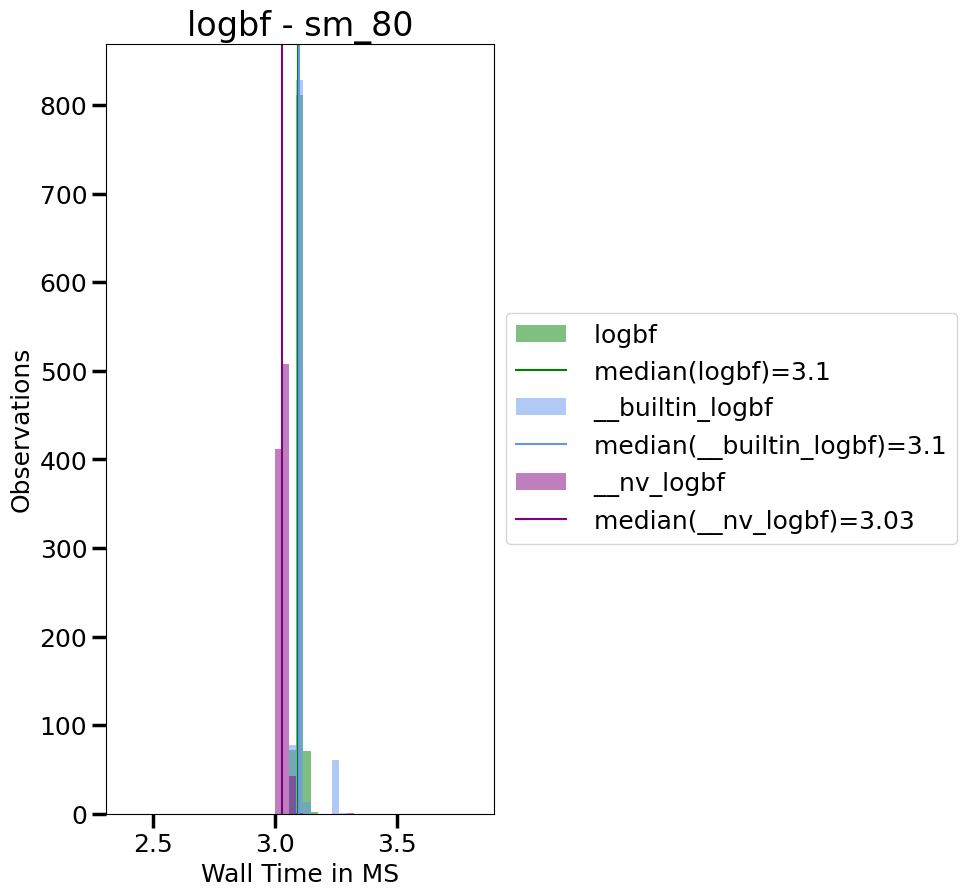 logbf - sm_80
800
700
600
500
400
300
200
100
0
Observations
2.5
3.0
3.5
Wall Time in MS
logbf
median(logbf)=3.1
__builtin_logbf
median(__builtin_logbf)=3.1
__nv_logbf
median(__nv_logbf)=3.03